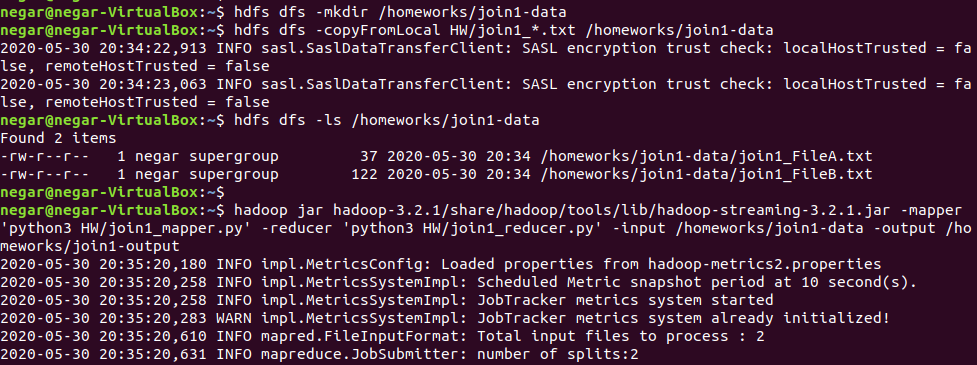 negar@negar-VirtualBox:~$ hdfs dfs -mkdir /homeworks/join1-data
negar@negar-VirtualBox:~$ hdfs dfs -copyFromLocal HW/join1_*.txt /homeworks/join1-data
2020-05-30 20:34:22,913 INFO sasl.SaslDataTransferClient: SASL encryption trust check: localHostTrusted = fa
lse, remoteHostTrusted = false
2020-05-30 20:34:23,063 INFO sasl.SaslDataTransferClient: SASL encryption trust check: localHostTrusted = fa
lse, remoteHostTrusted = false
negar@negar-VirtualBox:~$ hdfs dfs -ls /homeworks/join1-data
Found 2 items
-rw-r--r--   1 negar supergroup         37 2020-05-30 20:34 /homeworks/join1-data/join1_FileA.txt
-rw-r--r--   1 negar supergroup        122 2020-05-30 20:34 /homeworks/join1-data/join1_FileB.txt
negar@negar-VirtualBox:~$
negar@negar-VirtualBox:~$ hadoop jar hadoop-3.2.1/share/hadoop/tools/lib/hadoop-streaming-3.2.1.jar -mapper
'python3 HW/join1_mapper.py' -reducer 'python3 HW/join1_reducer.py' -input /homeworks/join1-data -output /ho
meworks/join1-output
2020-05-30 20:35:20,180 INFO impl.MetricsConfig: Loaded properties from hadoop-metrics2.properties
2020-05-30 20:35:20,258 INFO impl.MetricsSystemImpl: Scheduled Metric snapshot period at 10 second(s).
2020-05-30 20:35:20,258 INFO impl.MetricsSystemImpl: JobTracker metrics system started
2020-05-30 20:35:20,283 WARN impl.MetricsSystemImpl: JobTracker metrics system already initialized!
2020-05-30 20:35:20,610 INFO mapred.FileInputFormat: Total input files to process : 2
2020-05-30 20:35:20,631 INFO mapreduce.JobSubmitter: number of splits:2